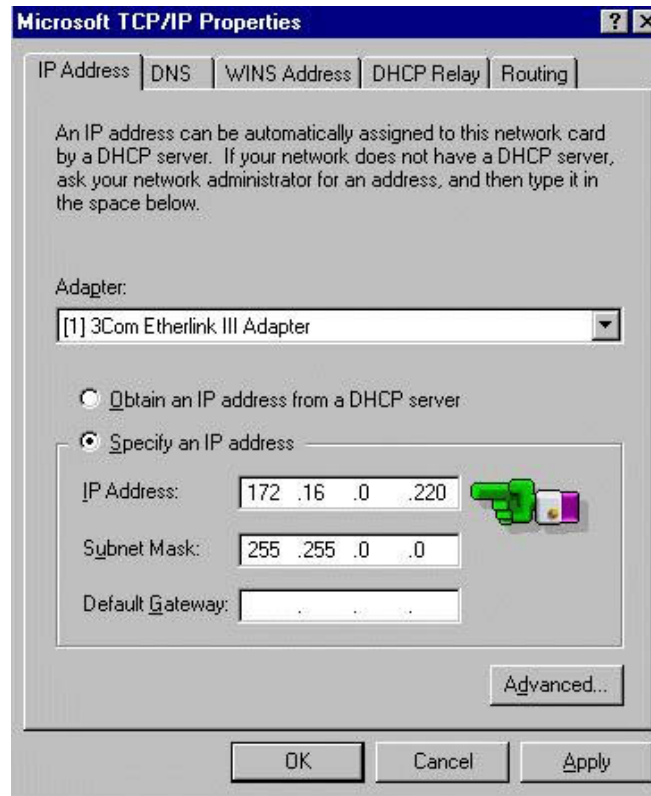 Microsoft TCP/IP Properties
IP Address DNS WINS Address DHCP Relay Routing
An IP address can be automatically assigned to this network card
by a DHCP server. If your network does not have a DHCP server,
ask your network administrator for an address, and then type it in
the space below.
Adapter:
[1] 3Com Etherlink III Adapter
Obtain an IP address from a DHCP server
Specify an IP address
IP Address: 172 .16 .0 .220
Subnet Mask: 255 .255 .0 .0
Default Gateway: . . .
Advanced...
OK Cancel Apply